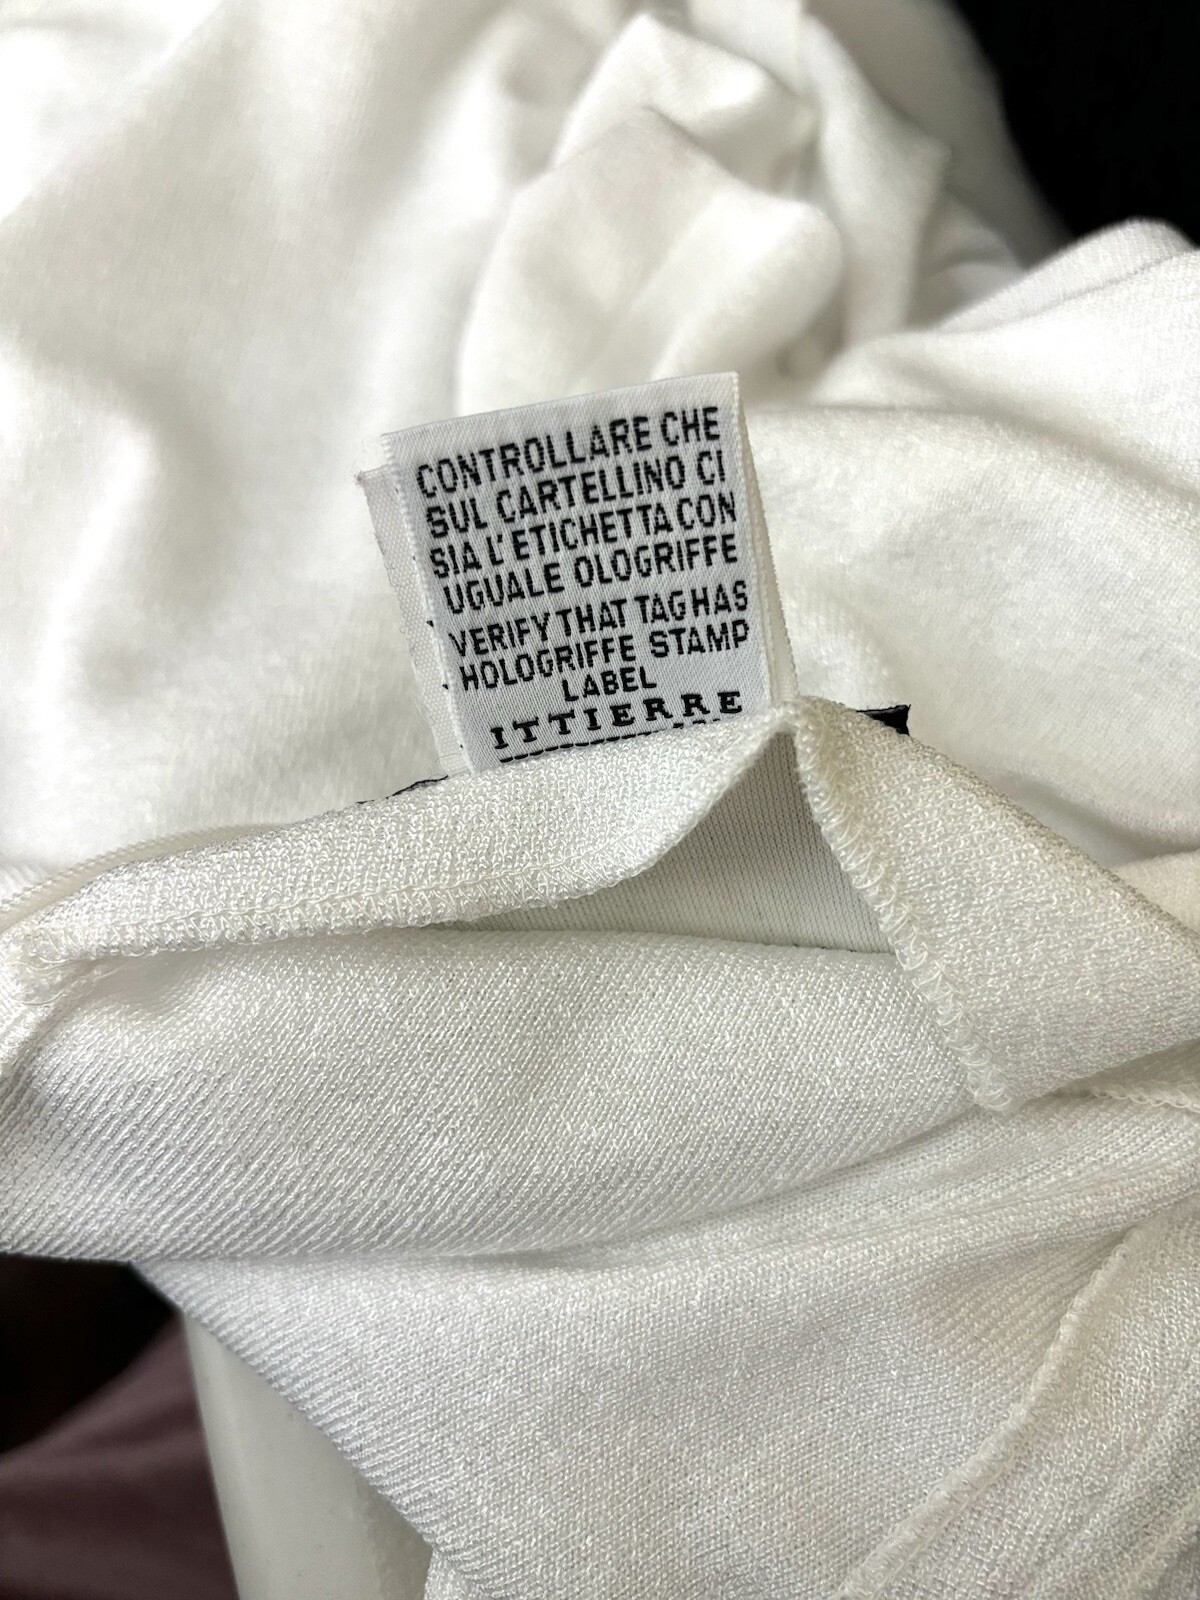 CONTROLLARE CHE
SUL CARTELLINO CI
SIA L'ETICHETTA CON
UGUALE OLOGRIFFE
VERIFY THAT TAG HAS
HOLOGRIFFE STAMP
LABEL
ITTIERRE